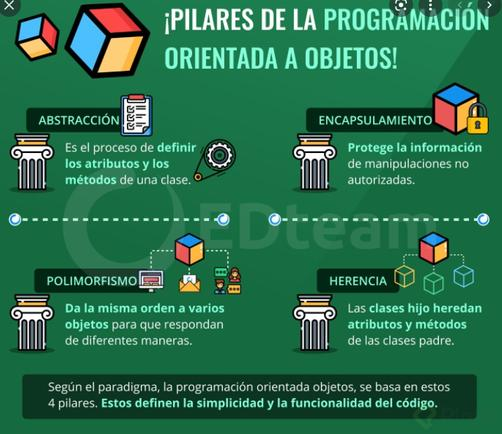 ¡PILARES DE LA PROGRAMACIÓN
ORIENTADA A OBJETOS!
ABSTRACCIÓN
Es el proceso de definir
los atributos y los
métodos de una clase.
ENCAPSULAMIENTO
Protege la información
de manipulaciones no
autorizadas.
EDteam
POLIMORFISMO
Da la misma orden a varios
objetos para que respondan
de diferentes maneras.
HERENCIA
Las clases hijo heredan
atributos y métodos
de las clases padre.
Según el paradigma, la programación orientada objetos, se basa en estos
4 pilares. Estos definen la simplicidad y la funcionalidad del código.